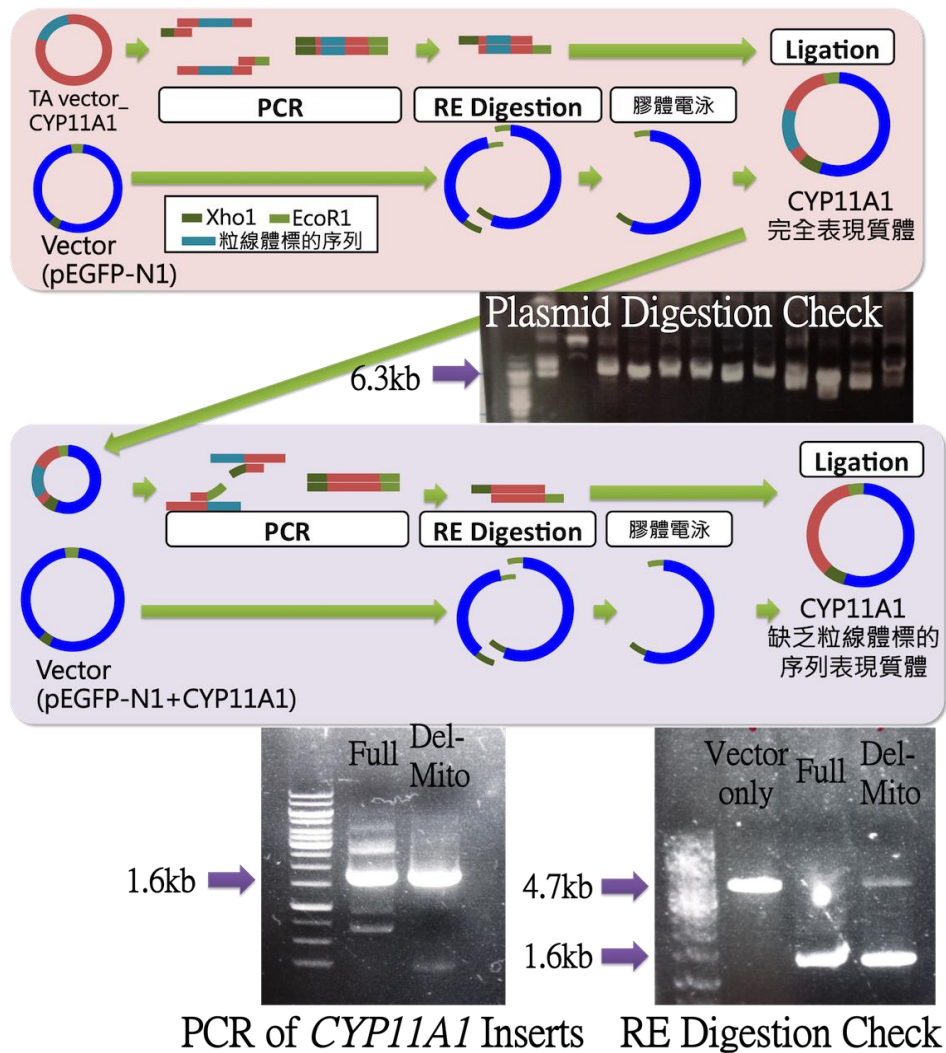 TA vector_
CYP11A1
PCR
RE Digestion
膠體電泳
Ligation
Vector
(pEGFP-N1)
Xho1 EcoR1
粒線體標的序列
CYP11A1
完全表現質體
Plasmid Digestion Check
6.3kb
PCR
RE Digestion
膠體電泳
Ligation
Vector
(pEGFP-N1+CYP11A1)
CYP11A1
缺乏粒線體標的
序列表現質體
Full
Del-
Mito
1.6kb
PCR of CYP11A1 Inserts
Vector
only
Full
Del-
Mito
4.7kb
1.6kb
RE Digestion Check